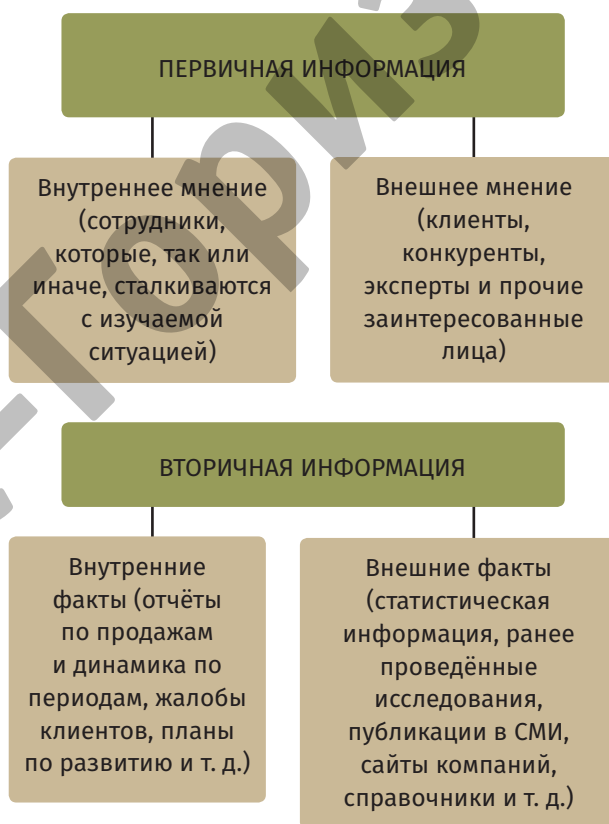 ПЕРВИЧНАЯ ИНФОРМАЦИЯ
Внутреннее мнение
(сотрудники,
которые, так или
иначе, сталкиваются
с изучаемой
ситуацией)
Внешнее мнение
(клиенты,
конкуренты,
эксперты и прочие
заинтересованные
лица)
ВТОРИЧНАЯ ИНФОРМАЦИЯ
Внутренние
факты (отчёты
по продажам
и динамика по
периодам, жалобы
клиентов, планы
по развитию и т. д.)
Внешние факты
(статистическая
информация, ранее
проведённые
исследования,
публикации в СМИ,
сайты компаний,
справочники и т. д.)